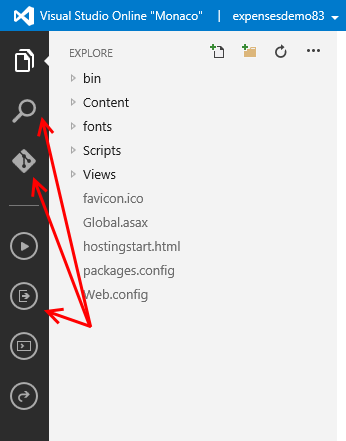 Visual Studio Online "Monaco" | expensesdemo83
EXPLORE
bin
Content
fonts
Scripts
Views
favicon.ico
Global.asax
hostingstart.html
packages.config
Web.config